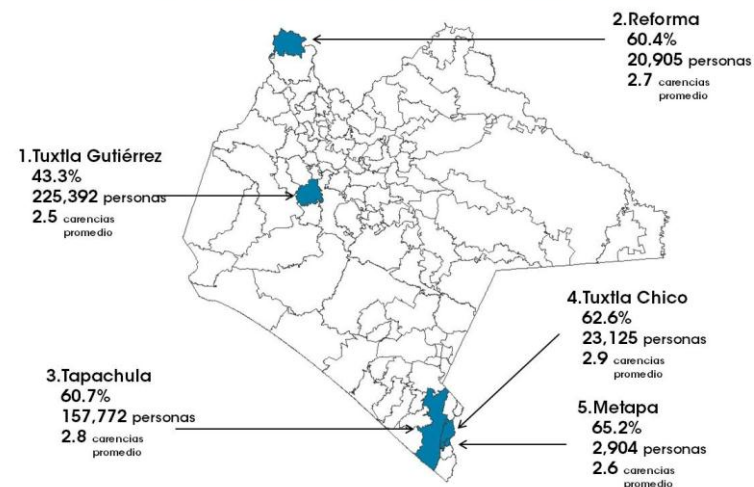 2.Reforma
60.4%
20,905 personas
2.7 carencias
promedio
1.Tuxtla Gutiérrez
43.3%
225,392 personas
2.5 carencias
promedio
4.Tuxtla Chico
62.6%
23,125 personas
2.9 carencias
promedio
3.Tapachula
60.7%
157,772 personas
2.8 carencias
promedio
5.Metapa
65.2%
2,904 personas
2.6 carencias
promedio